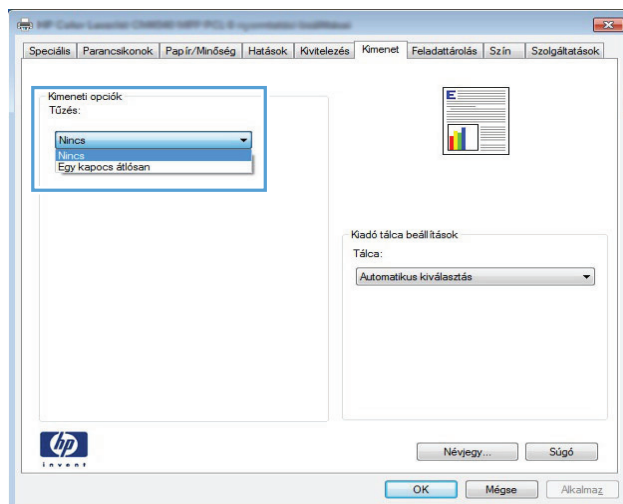 Speciális Parancsikonok Papír/Minőség Hatások Kivitelezés Kimenet Feladattárolás Szín Szolgáltatások
Kimeneti opciók
Tűzés:
Nincs
Nincs
Egy kapocs átlósan
E
Kiadó tálca beállítások
Tálca:
Automatikus kiválasztás
hp
invent
Névjegy... Súgó
OK Mégse Alkalmaz